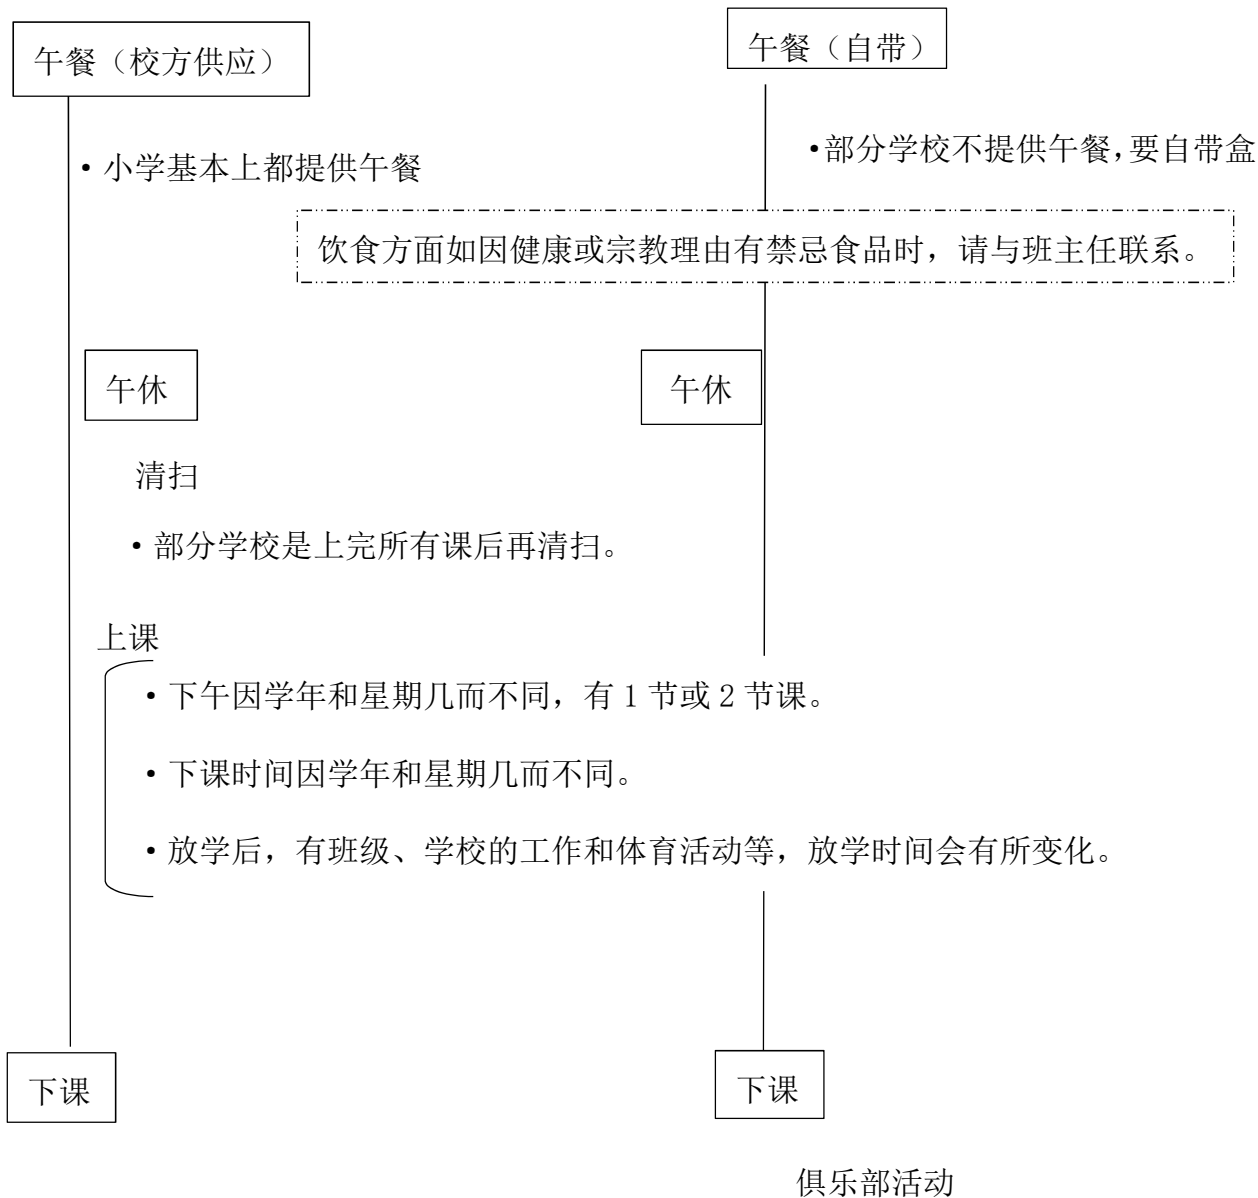 午餐（校方供应）
午餐（自带）
・小学基本上都提供午餐
・部分学校不提供午餐,要自带盒
饮食方面如因健康或宗教理由有禁忌食品时，请与班主任联系。
午休
午休
清扫
・部分学校是上完所有课后再清扫。
上课
・下午因学年和星期几而不同，有 1 节或 2 节课。
・下课时间因学年和星期几而不同。
・放学后，有班级、学校的工作和体育活动等，放学时间会有所变化。
下课
下课
俱乐部活动